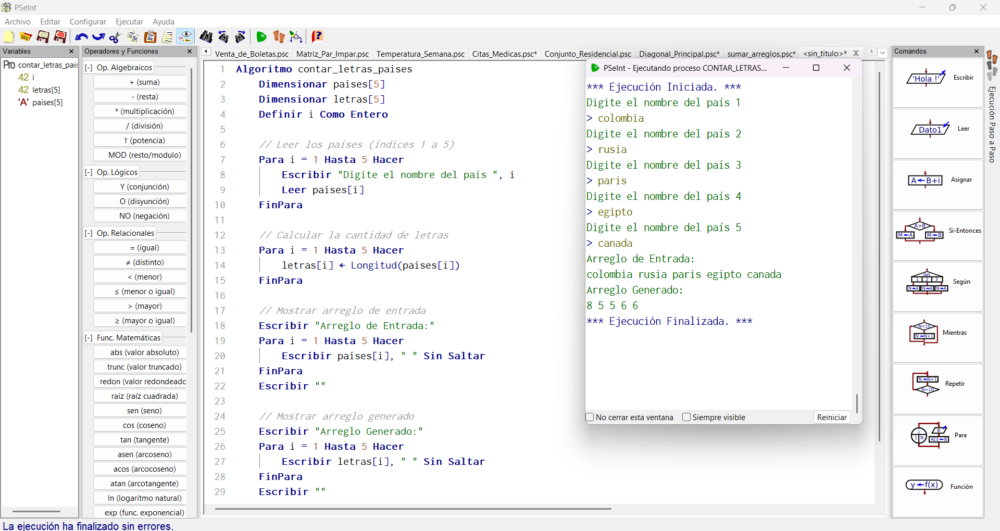 PSeInt
Archivo Editar Configurar Ejecutar Ayuda
Variables
contar_letras_pais
42 i
42 letras[5]
'A' paises[5]
Operadores y Funciones
[-] Op. Algebraicos
+ (suma)
- (resta)
* (multiplicación)
/ (división)
↑ (potencia)
MOD (resto/modulo)
[-] Op. Lógicos
Y (conjunción)
O (disyunción)
NO (negación)
[-] Op. Relacionales
= (igual)
≠ (distinto)
< (menor)
≤ (menor o igual)
> (mayor)
≥ (mayor o igual)
[-] Func. Matemáticas
abs (valor absoluto)
trunc (valor truncado)
redon (valor redondeado
raiz (raíz cuadrada)
sen (seno)
cos (coseno)
tan (tangente)
asen (arcoseno)
acos (arcocoseno)
atan (arcotangente)
ln (logaritmo natural)
exp (func. exponencial)
Venta_de_Boletas.psc Matriz_Par_Impar.psc Temperatura_Semana.psc Citas_Medicas.psc* Conjunto_Residencial.psc Diagonal_Principal.psc* sumar_arreglos.psc* <sin_titulo>*
1 Algoritmo contar_letras_paises
2 Dimensionar paises[5]
3 Dimensionar letras[5]
4 Definir i Como Entero
5
6 // Leer los países (índices 1 a 5)
7 Para i = 1 Hasta 5 Hacer
8 Escribir "Digite el nombre del país ", i
9 Leer paises[i]
10 FinPara
11
12 // Calcular la cantidad de letras
13 Para i = 1 Hasta 5 Hacer
14 letras[i] ← Longitud(paises[i])
15 FinPara
16
17 // Mostrar arreglo de entrada
18 Escribir "Arreglo de Entrada:"
19 Para i = 1 Hasta 5 Hacer
20 Escribir paises[i], " " Sin Saltar
21 FinPara
22 Escribir ""
23
24 // Mostrar arreglo generado
25 Escribir "Arreglo Generado:"
26 Para i = 1 Hasta 5 Hacer
27 Escribir letras[i], " " Sin Saltar
28 FinPara
29 Escribir ""
PSeInt - Ejecutando proceso CONTAR_LETRAS...
*** Ejecución Iniciada. ***
Digite el nombre del país 1
> colombia
Digite el nombre del país 2
> rusia
Digite el nombre del país 3
> paris
Digite el nombre del país 4
> egipto
Digite el nombre del país 5
> canada
Arreglo de Entrada:
colombia rusia paris egipto canada
Arreglo Generado:
8 5 5 6 6
*** Ejecución Finalizada. ***
No cerrar esta ventana Siempre visible Reiniciar
Comandos
'Hola !' Escribir
Dato1 Leer
A←B+i Asignar
A>B M←A M←B Si-Entonces
dat 1 2 3 N←A N←A N←A Según
N<10 N←N+1 Mientras
N←N+1 N=10 Repetir
1 N B A[i]←B Para
y←f(x) Función
Ejecución Paso a Paso
La ejecución ha finalizado sin errores.